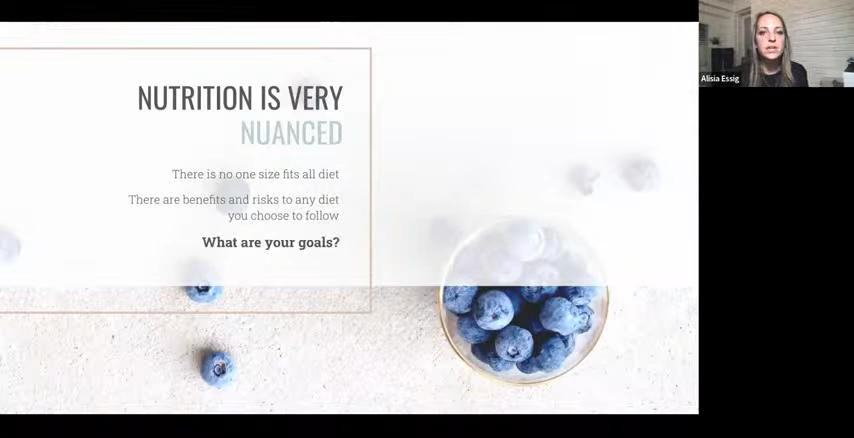 NUTRITION IS VERY
NUANCED
There is no one size fits all diet
There are benefits and risks to any diet
you choose to follow
What are your goals?
Alisia Essig